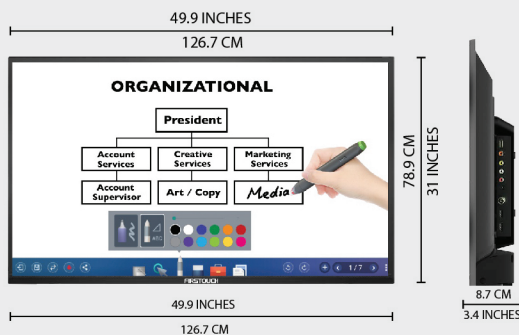 49.9 INCHES
126.7 CM
ORGANIZATIONAL
President
Account Services
Creative Services
Marketing Services
Account Supervisor
Art / Copy
Media
ARC
1/7
FIRSTOUCH
78.9 CM
31 INCHES
8.7 CM
3.4 INCHES
49.9 INCHES
126.7 CM